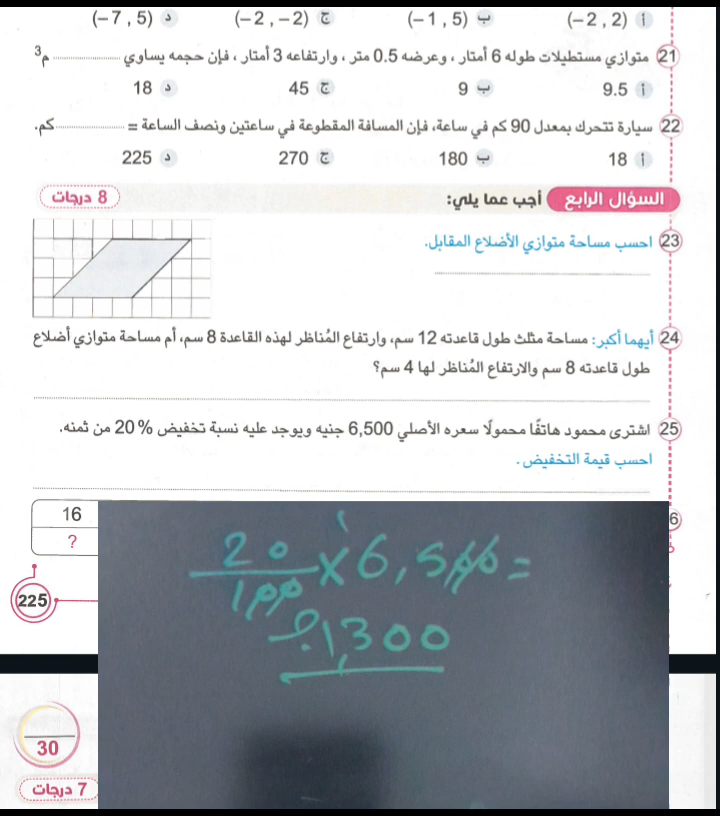 أ (2 , 2−) ب (5 , 1−) ج (2− , 2−) د (5 , 7−)
21 متوازي مستطيلات طوله 6 أمتار ، وعرضه 0.5 متر ، وارتفاعه 3 أمتار ، فإن حجمه يساوي .............. م3
أ 9.5 ب 9 ج 45 د 18
22 سيارة تتحرك بمعدل 90 كم في ساعة، فإن المسافة المقطوعة في ساعتين ونصف الساعة = .............. كم.
أ 18 ب 180 ج 270 د 225
السؤال الرابع أجب عما يلي: 8 درجات
23 احسب مساحة متوازي الأضلاع المقابل.
24 أيهما أكبر: مساحة مثلث طول قاعدته 12 سم، وارتفاع المُناظر لهذه القاعدة 8 سم، أم مساحة متوازي أضلاع
طول قاعدته 8 سم والارتفاع المُناظر لها 4 سم؟
25 اشترى محمود هاتفًا محمولًا سعره الأصلي 6,500 جنيه ويوجد عليه نسبة تخفيض 20% من ثمنه.
احسب قيمة التخفيض.
16
?
20/100 × 6,500 =
1,300
225
30
7 درجات